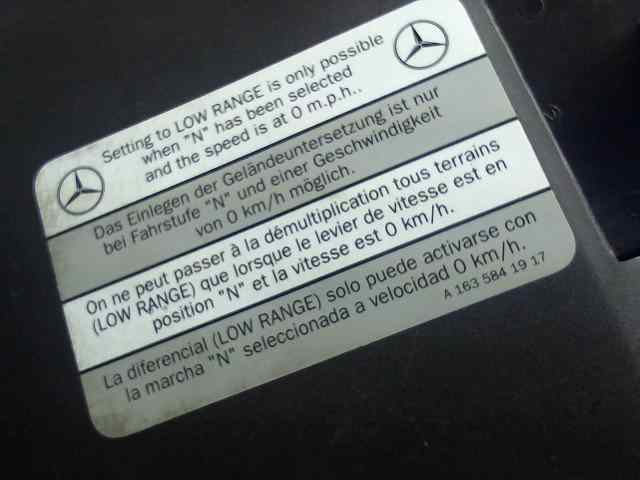 Setting to LOW RANGE is only possible
when "N" has been selected
and the speed is at 0 m.p.h..
Das Einlegen der Geländeuntersetzung ist nur
bei Fahrstufe "N" und einer Geschwindigkeit
von 0 km/h möglich.
On ne peut passer à la démultiplication tous terrains
(LOW RANGE) que lorsque le levier de vitesse est en
position "N" et la vitesse est 0 km/h.
La diferencial (LOW RANGE) solo puede activarse con
la marcha "N" seleccionada a velocidad 0 km/h.
A 163 584 19 17